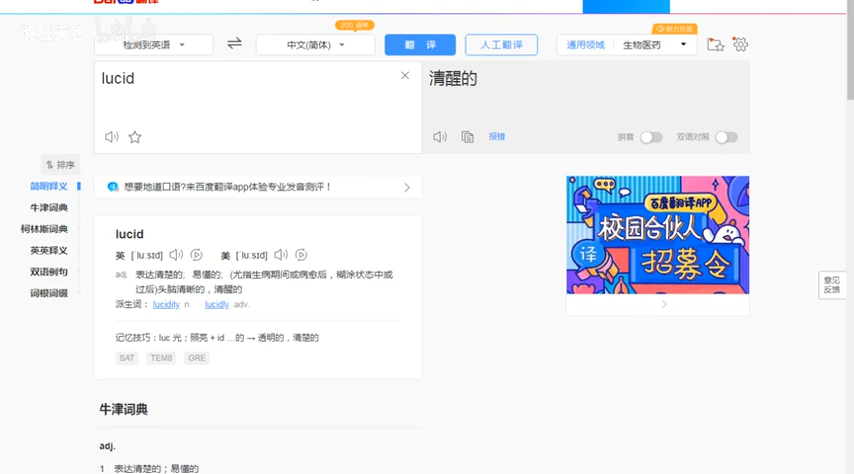 翻译
200 语种
检测到英语
中文(简体)
翻 译
人工翻译
通用领域
生物医药
lucid
清醒的
报错
拼音
双语对照
排序
简明释义
牛津词典
柯林斯词典
英英释义
双语例句
词根词缀
想要地道口语?来百度翻译app体验专业发音测评！
lucid
英 [ˈluːsɪd] 美 [ˈluːsɪd]
adj. 表达清楚的; 易懂的; (尤指生病期间或病愈后，糊涂状态中或
过后)头脑清晰的，清醒的
派生词： lucidity n. lucidly adv.
记忆技巧：luc 光；照亮 + id …的 → 透明的，清楚的
SAT TEM8 GRE
百度翻译APP
校园合伙人
译
招募令
意见
反馈
牛津词典
adj.
1 表达清楚的；易懂的